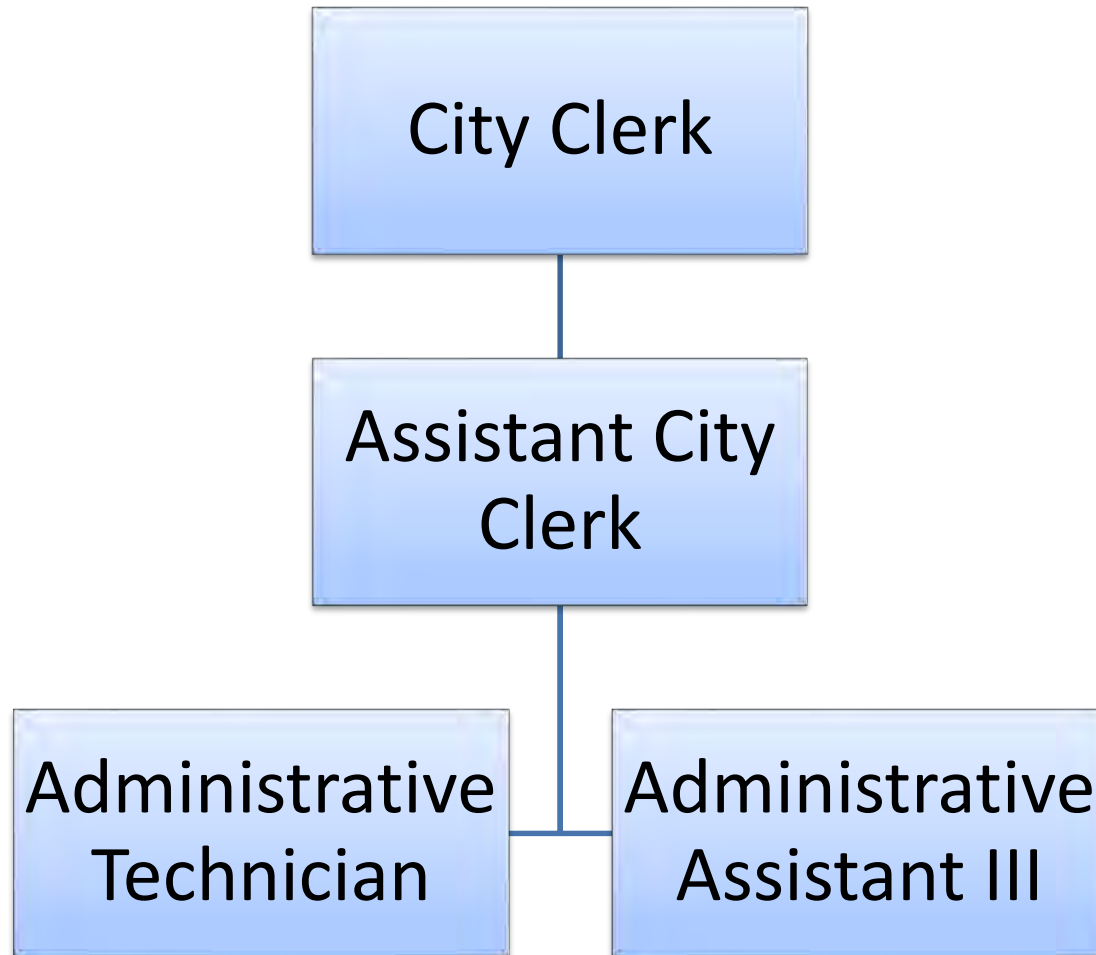 City Clerk
Assistant City
Clerk
Administrative
Technician
Administrative
Assistant III